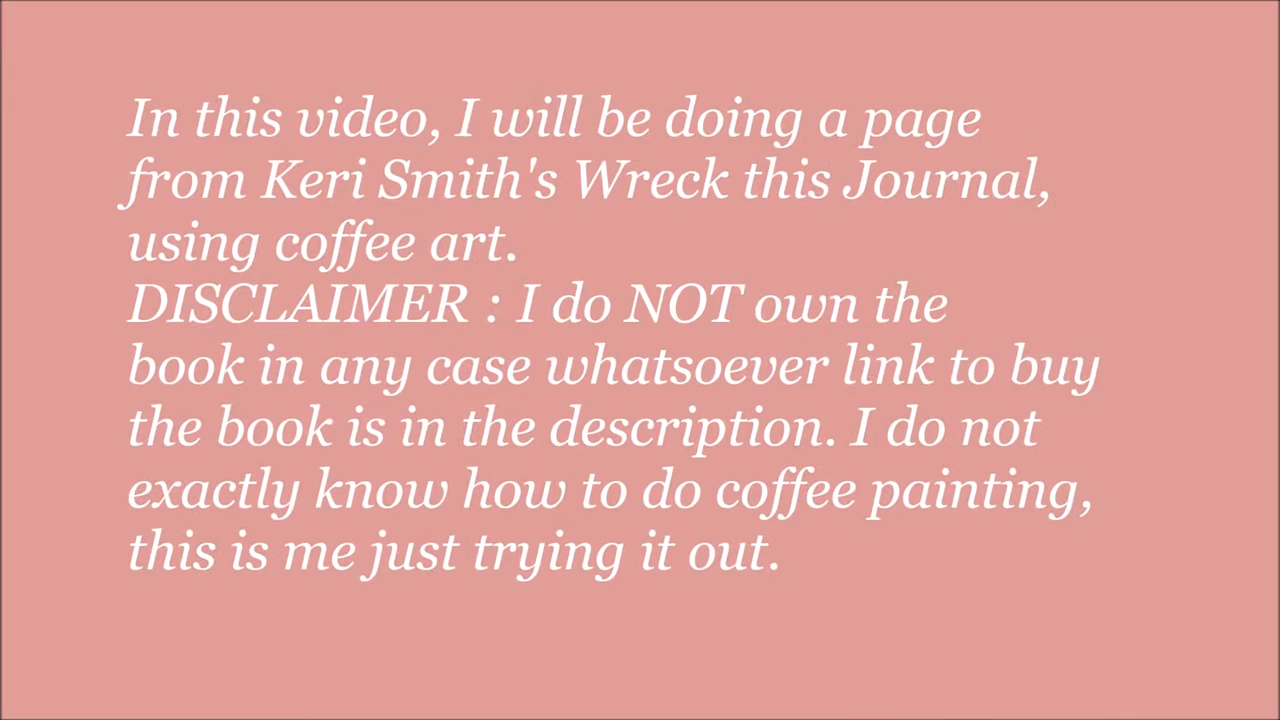 In this video, I will be doing a page
from Keri Smith's Wreck this Journal,
using coffee art.
DISCLAIMER : I do NOT own the
book in any case whatsoever link to buy
the book is in the description. I do not
exactly know how to do coffee painting,
this is me just trying it out.